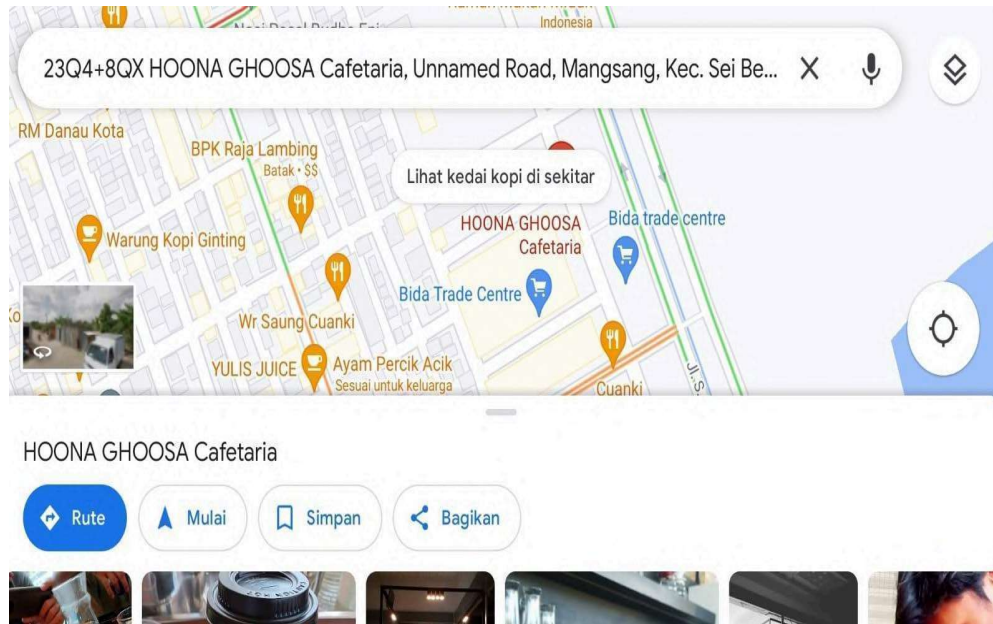 Indonesia
23Q4+8QX HOONA GHOOSA Cafetaria, Unnamed Road, Mangsang, Kec. Sei Be...
RM Danau Kota
BPK Raja Lambing
Batak • $$
Lihat kedai kopi di sekitar
HOONA GHOOSA
Cafetaria
Bida trade centre
Warung Kopi Ginting
Bida Trade Centre
Wr Saung Cuanki
YULIS JUICE
Ayam Percik Acik
Sesuai untuk keluarga
Cuanki
Jl. S.
HOONA GHOOSA Cafetaria
Rute
Mulai
Simpan
Bagikan